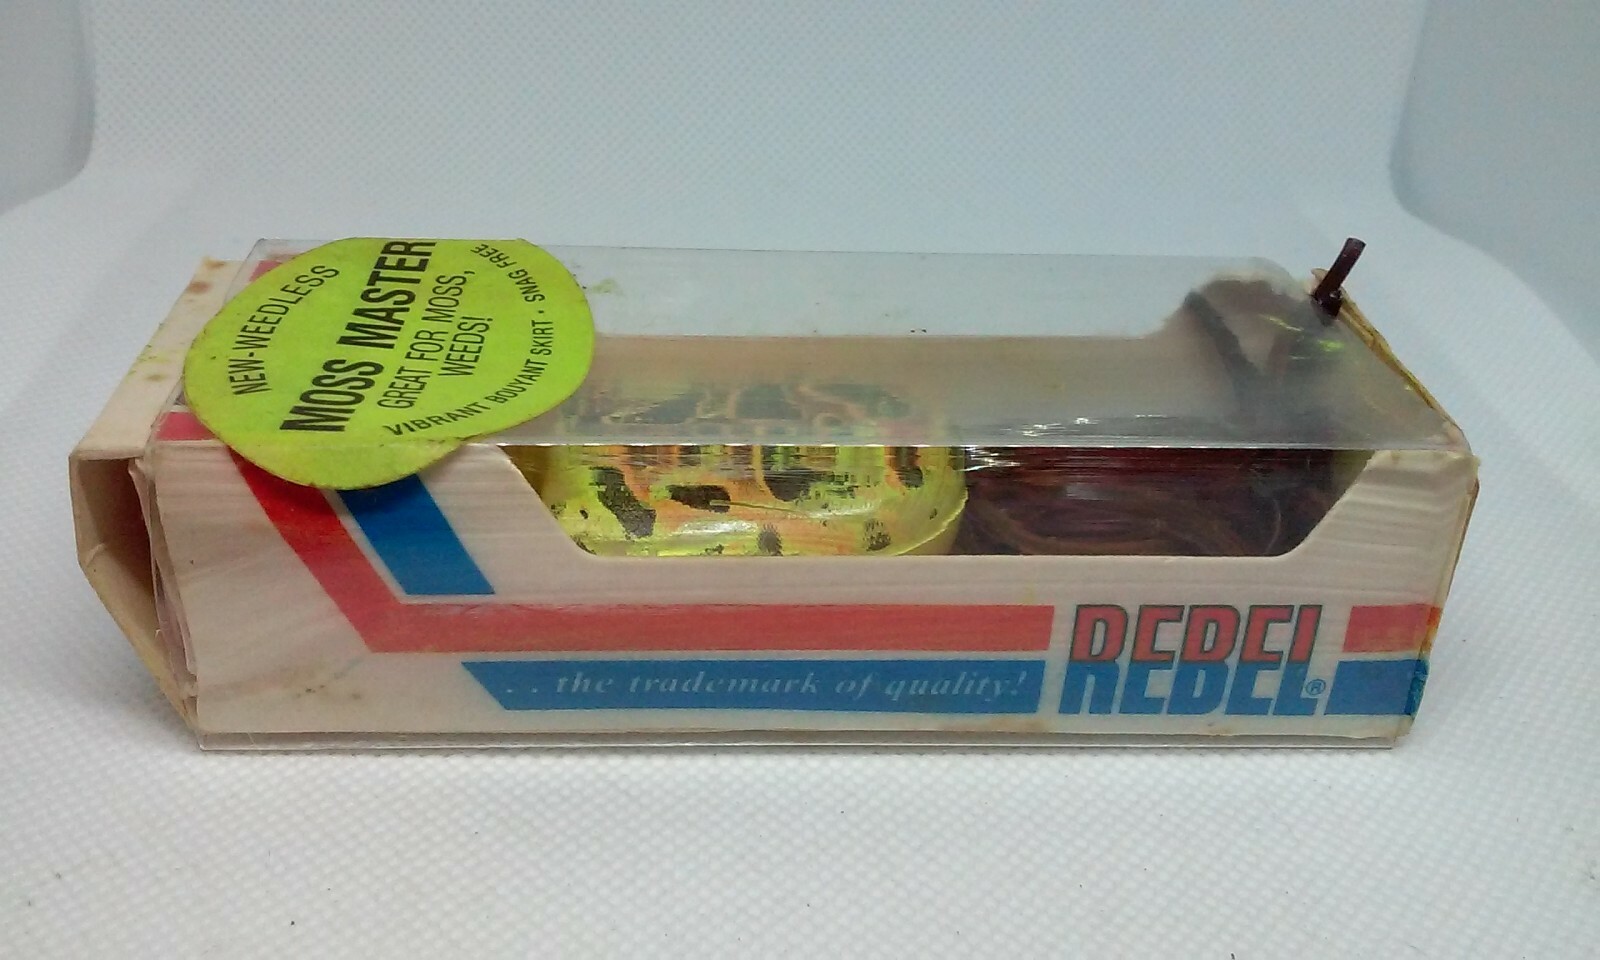 NEW-WEEDLESS
MOSS MASTER
GREAT FOR MOSS,
WEEDS!
VIBRANT BOUYANT SKIRT • SNAG FREE
. . the trademark of quality!
REBEL®